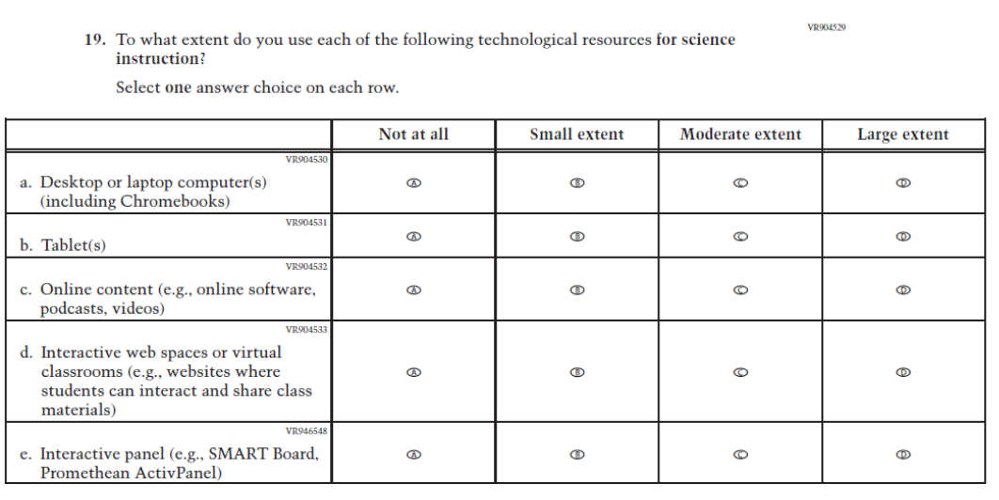 VR904529
19. To what extent do you use each of the following technological resources for science
instruction?
Select one answer choice on each row.
Not at all Small extent Moderate extent Large extent
VR904530
a. Desktop or laptop computer(s)
(including Chromebooks)
A B C D
VR904531
b. Tablet(s)
A B C D
VR904532
c. Online content (e.g., online software,
podcasts, videos)
A B C D
VR904533
d. Interactive web spaces or virtual
classrooms (e.g., websites where
students can interact and share class
materials)
A B C D
VR946548
e. Interactive panel (e.g., SMART Board,
Promethean ActivPanel)
A B C D